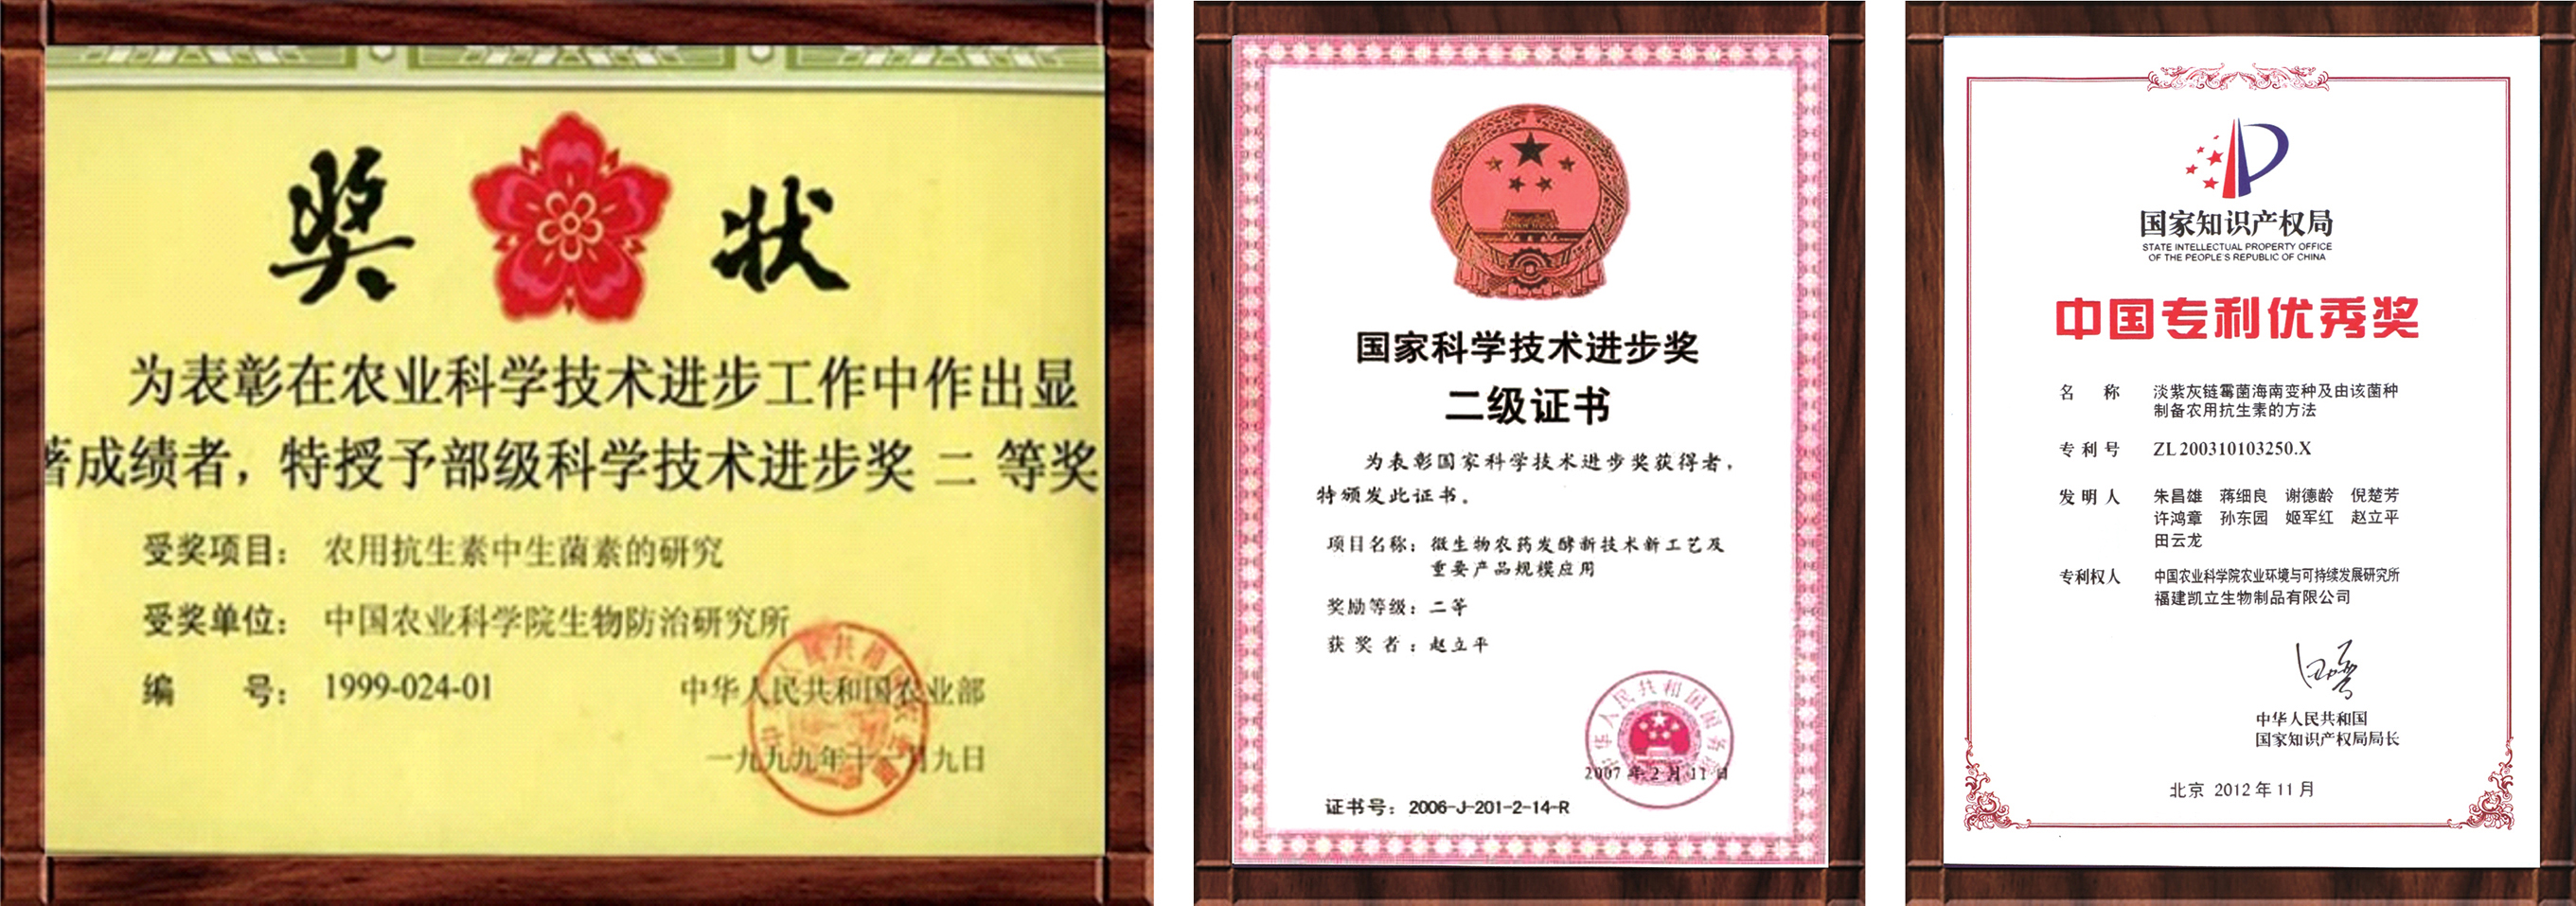 奖 状
为表彰在农业科学技术进步工作中作出显
著成绩者，特授予部级科学技术进步奖 二 等奖
受奖项目： 农用抗生素中生菌素的研究
受奖单位： 中国农业科学院生物防治研究所
编 号： 1999-024-01
中华人民共和国农业部
一九九九年十一月九日
国家科学技术进步奖
二级证书
为表彰国家科学技术进步奖获得者，
特颁发此证书。
项目名称：微生物农药发酵新技术新工艺及
重要产品规模应用
奖励等级：二等
获 奖 者：赵立平
中华人民共和国国务
2007 年 2 月 11 日
证书号：2006-J-201-2-14-R
国家知识产权局
STATE INTELLECTUAL PROPERTY OFFICE
OF THE PEOPLE'S REPUBLIC OF CHINA
中国专利优秀奖
名 称 淡紫灰链霉菌海南变种及由该菌种
制备农用抗生素的方法
专 利 号 ZL 200310103250.X
发 明 人 朱昌雄 蒋细良 谢德龄 倪楚芳
许鸿章 孙东园 姬军红 赵立平
田云龙
专利权人 中国农业科学院农业环境与可持续发展研究所
福建凯立生物制品有限公司
中华人民共和国
国家知识产权局局长
北京 2012 年 11 月